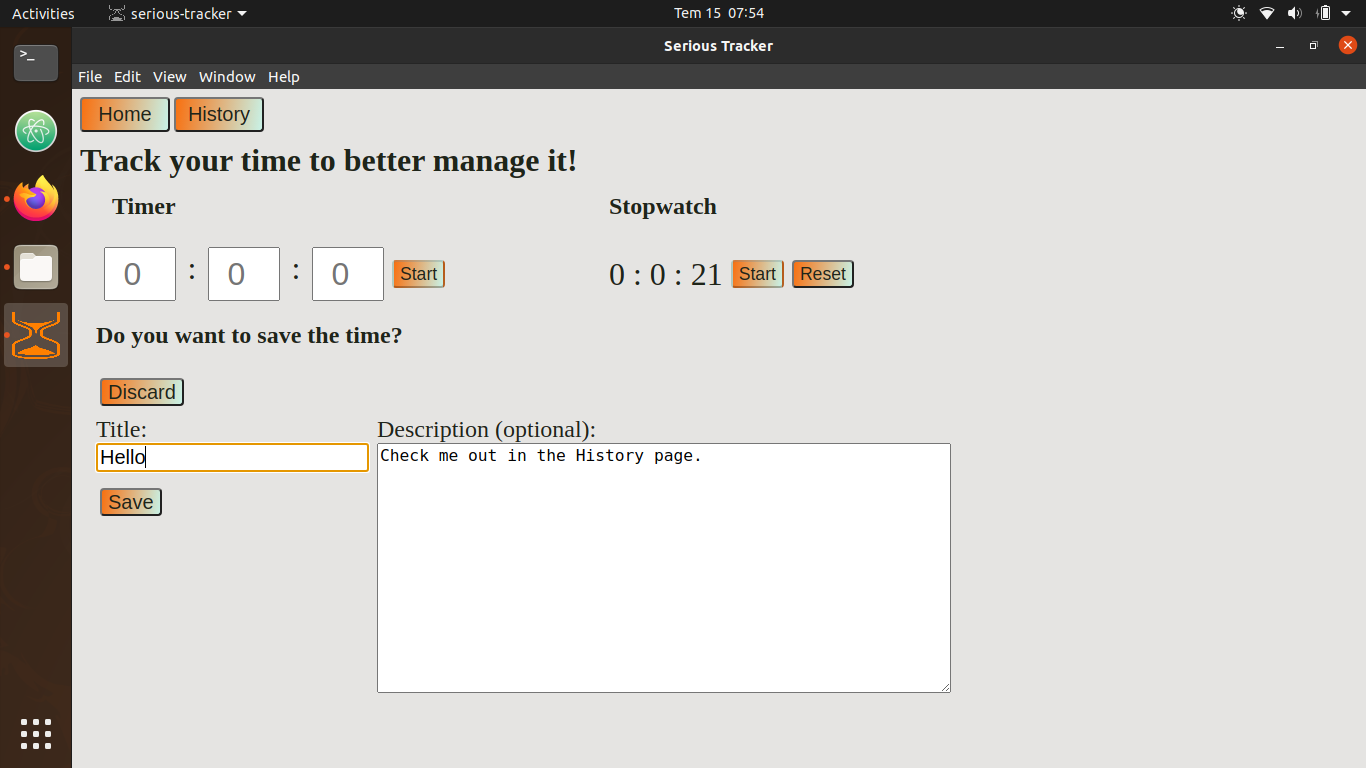 Activities serious-tracker Tem 15 07:54
Serious Tracker
>_
File Edit View Window Help
Home History
Track your time to better manage it!
Timer Stopwatch
0 : 0 : 0 Start 0 : 0 : 21 Start Reset
Do you want to save the time?
Discard
Title: Description (optional):
Hello Check me out in the History page.
Save